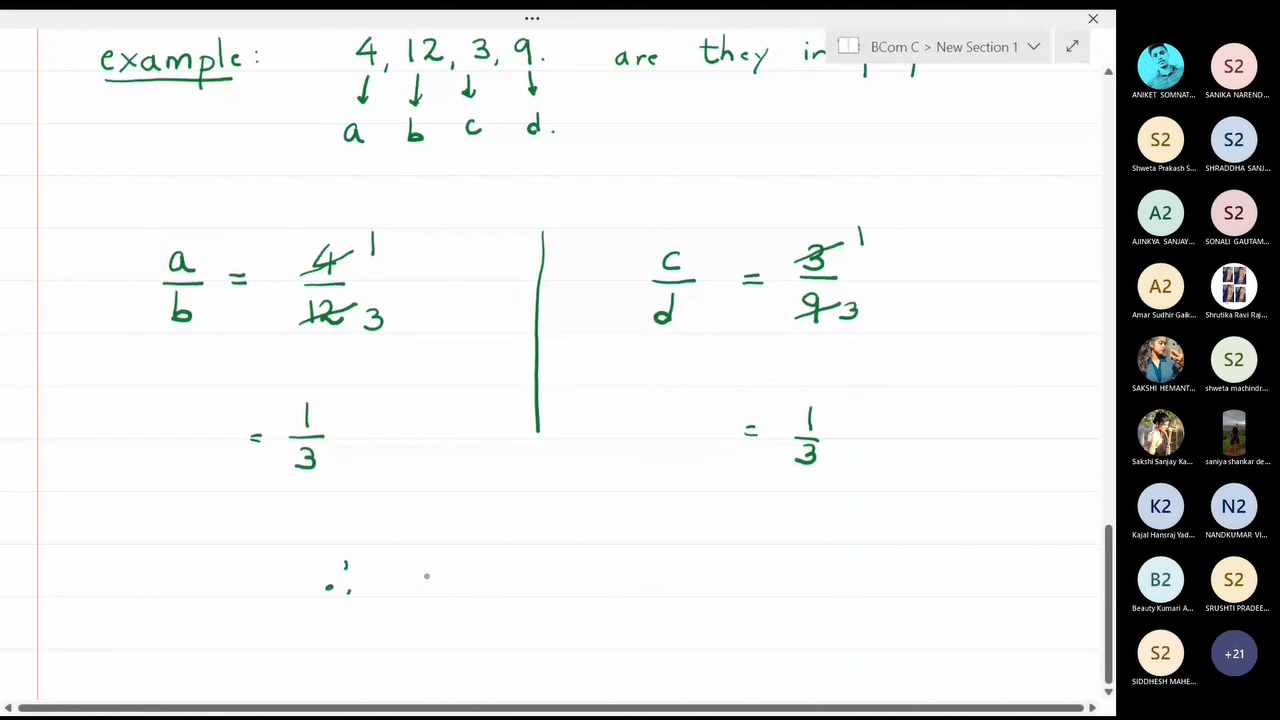 ...
BCom C > New Section 1
example: 4, 12, 3, 9. are they in
a b c d.
a/b = 4/12 1 3
c/d = 3/9 1 3
= 1/3
= 1/3
∴
ANIKET SOMNAT...
SANIKA NAREND...
S2
S2
S2
Shweta Prakash S...
SHRADDHA SANJ...
A2
S2
AJINKYA SANJAY...
SONALI GAUTAM...
A2
Amar Sudhir Gaik...
Shrutika Ravi Raj...
S2
SAKSHI HEMANT...
shweta machindr...
Sakshi Sanjay Ka...
saniya shankar de...
K2
N2
Kajal Hansraj Yad...
NANDKUMAR VI...
B2
S2
Beauty Kumari A...
SRUSHTI PRADEE...
S2
+21
SIDDHESH MAHE...